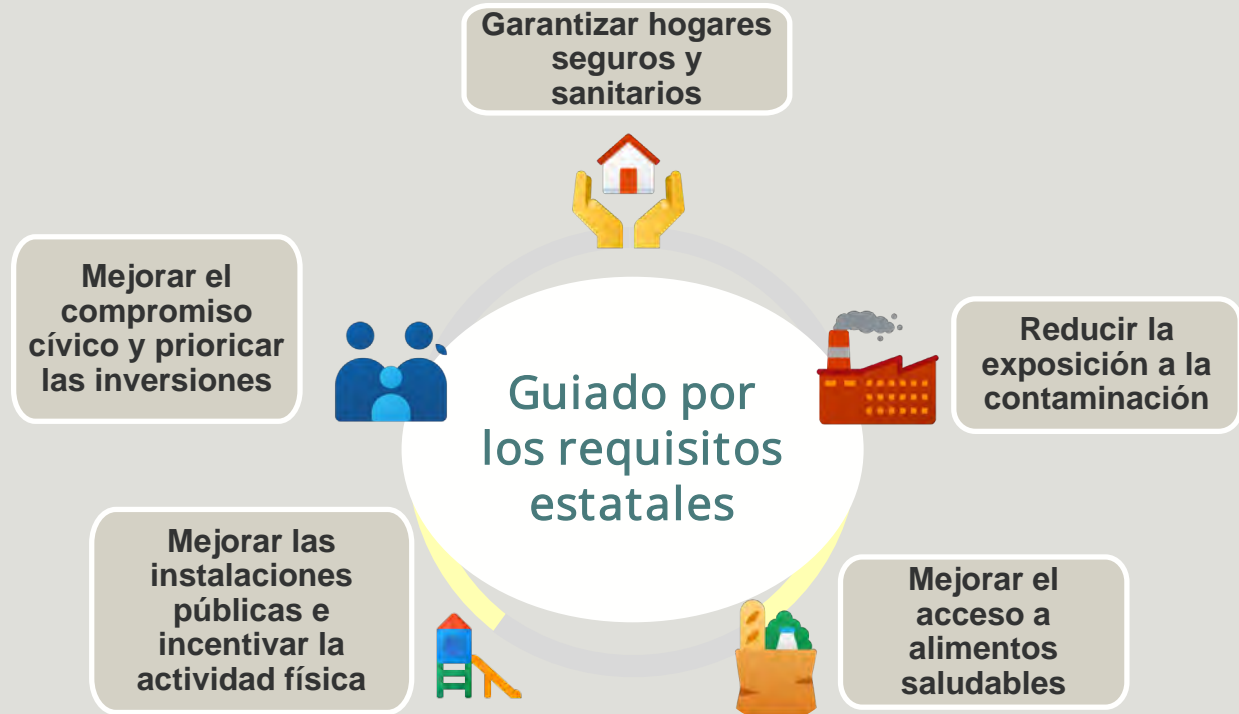 Garantizar hogares
seguros y
sanitarios
Mejorar el
compromiso
cívico y prioricar
las inversiones
Reducir la
exposición a la
contaminación
Guiado por
los requisitos
estatales
Mejorar las
instalaciones
públicas e
incentivar la
actividad física
Mejorar el
acceso a
alimentos
saludables